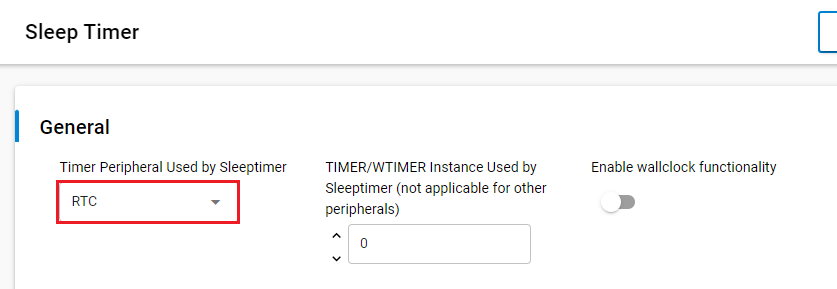 Sleep Timer
General
Timer Peripheral Used by Sleeptimer
RTC
TIMER/WTIMER Instance Used by
Sleeptimer (not applicable for other
peripherals)
0
Enable wallclock functionality